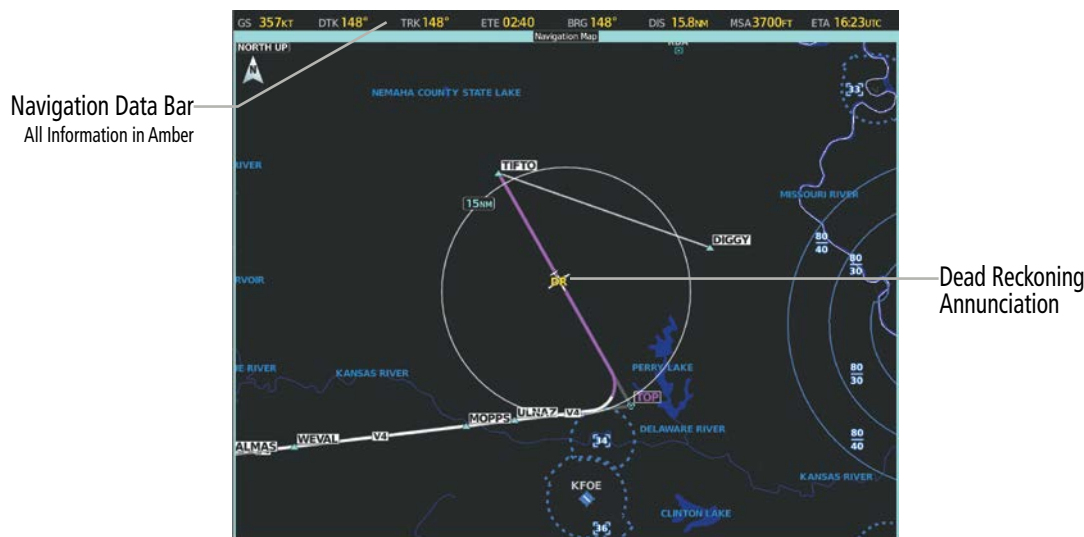 GS 357KT DTK 148° TRK 148° ETE 02:40 BRG 148° DIS 15.8NM MSA 3700FT ETA 16:23UTC
Navigation Map
NORTH UP
N
33
Navigation Data Bar
All Information in Amber
NEMAHA COUNTY STATE LAKE
RIVER
TIFTO
MISSOURI RIVER
15NM
DIGGY
80
40
80
30
RVOIR
DR
Dead Reckoning
Annunciation
E RIVER
KANSAS RIVER
PERRY LAKE
80
30
TOP
MOPPS
ULNAZ
V4
ALMAS
WEVAL
V4
34
DELAWARE RIVER
80
40
KANSAS RIVER
KFOE
CLINTON LAKE
36